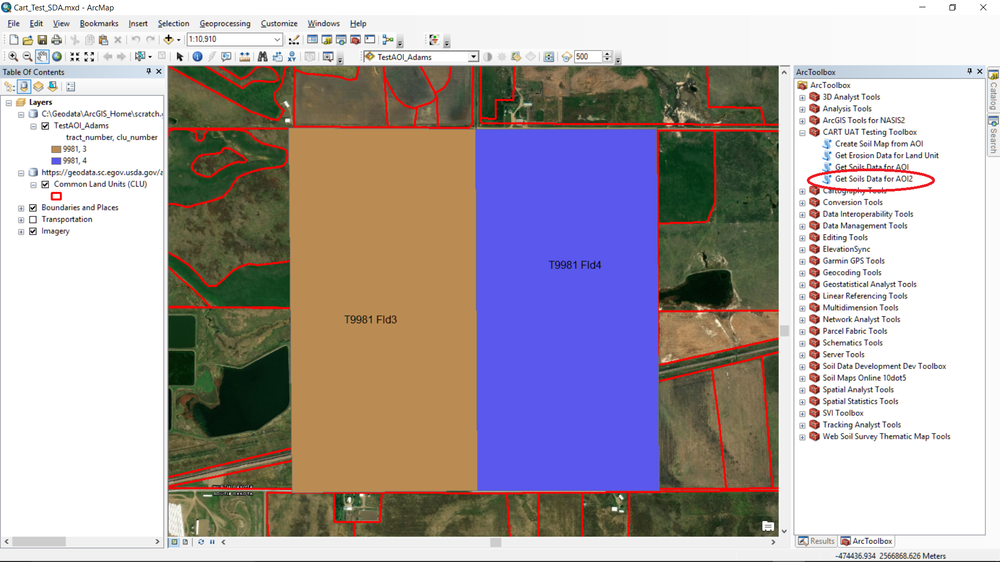 Cart_Test_SDA.mxd - ArcMap
File Edit View Bookmarks Insert Selection Geoprocessing Customize Windows Help
1:10,910
TestAOI_Adams
500
Table Of Contents
Layers
C:\Geodata\ArcGIS_Home\scratch.
TestAOI_Adams
tract_number, clu_number
9981, 3
9981, 4
https://geodata.sc.egov.usda.gov/a
Common Land Units (CLU)
Boundaries and Places
Transportation
Imagery
T9981 Fld3
T9981 Fld4
NORTH DAKOTA
SOUTH DAKOTA
ArcToolbox
ArcToolbox
3D Analyst Tools
Analysis Tools
ArcGIS Tools for NASIS2
CART UAT Testing Toolbox
Create Soil Map from AOI
Get Erosion Data for Land Unit
Get Soils Data for AOI
Get Soils Data for AOI2
Cartography Tools
Conversion Tools
Data Interoperability Tools
Data Management Tools
Editing Tools
ElevationSync
Garmin GPS Tools
Geocoding Tools
Geostatistical Analyst Tools
Linear Referencing Tools
Multidimension Tools
Network Analyst Tools
Parcel Fabric Tools
Schematics Tools
Server Tools
Soil Data Development Dev Toolbox
Soil Maps Online 10dot5
Spatial Analyst Tools
Spatial Statistics Tools
SVI Toolbox
Tracking Analyst Tools
Web Soil Survey Thematic Map Tools
Results
ArcToolbox
Catalog
Search
-474436.934 2566868.626 Meters